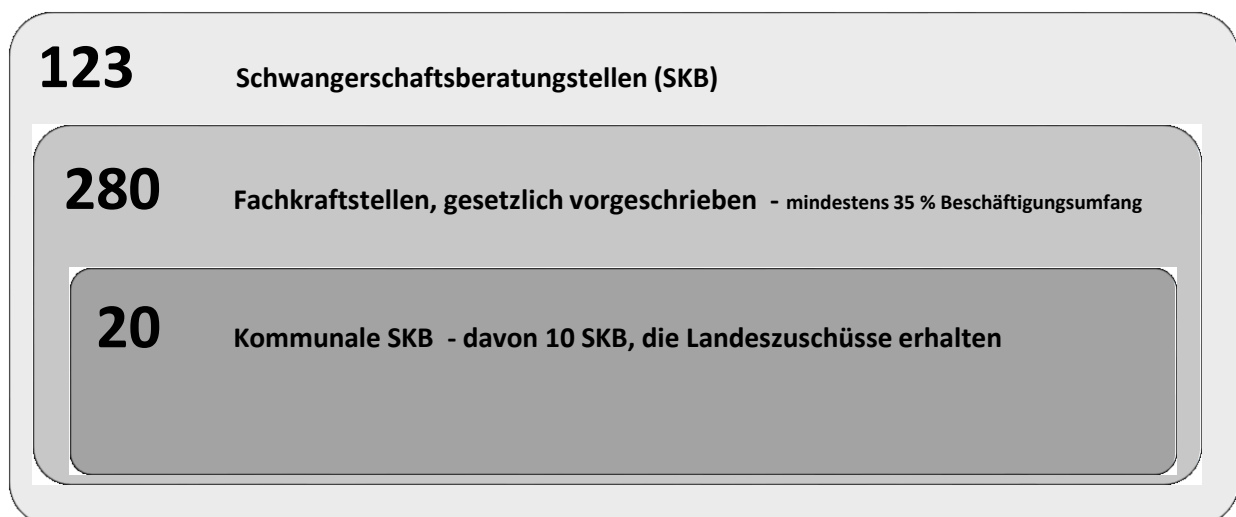 123 Schwangerschaftsberatungstellen (SKB)
280 Fachkraftstellen, gesetzlich vorgeschrieben - mindestens 35 % Beschäftigungsumfang
20 Kommunale SKB - davon 10 SKB, die Landeszuschüsse erhalten